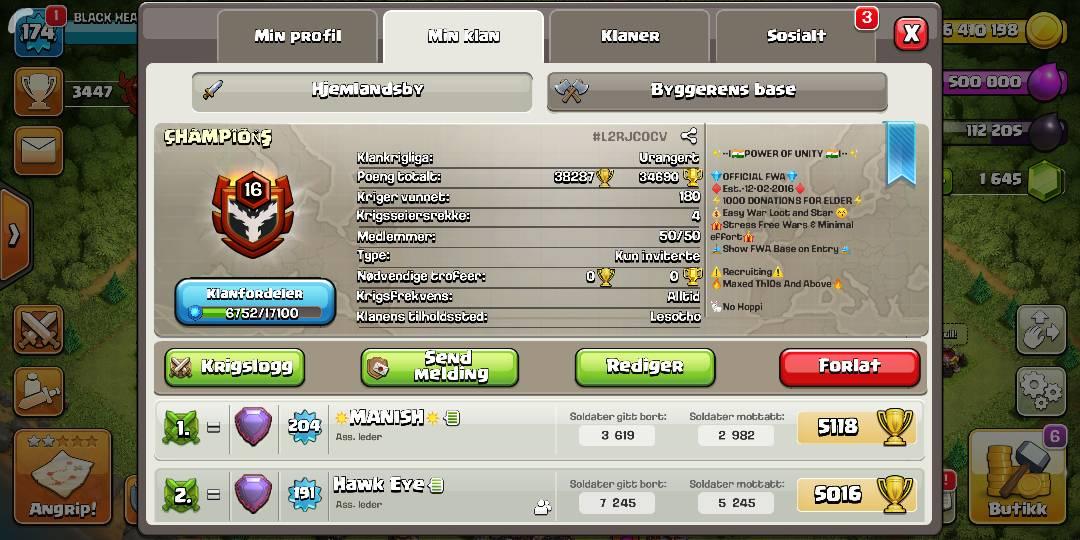 1
174
BLACK HEA
3447
Min profil
Min klan
Klaner
Sosialt
3
X
6 410 198
500 000
112 205
1 645
Hjemlandsby
Byggerens base
ÇHAMPİONŞ
#L2RJC0CV
16
Klanfordeler
6752/17100
Klankrigliga: Urangert
Poeng totalt: 38287 34690
Kriger vunnet: 180
Krigsseiersrekke: 4
Medlemmer: 50/50
Type: Kun inviterte
Nødvendige trofeer: 0 0
Krigsfrekvens: Alltid
Klanens tilholdssted: Lesotho
✨--I🇮🇳POWER OF UNITY 🇮🇳I--✨
💎OFFICIAL FWA💎
♦️Est.-12-02-2016♦️
⚡1000 DONATIONS FOR ELDER⚡
💰Easy War Loot and Star
Stress Free Wars & Minimal
effort
Show FWA Base on Entry
⚠️Recruiting⚠️
🔥Maxed Th10s And Above🔥
No Hoppi
Krigslogg
Send
melding
Rediger
Forlat
1. =
204
MANISH
Ass. leder
Soldater gitt bort:
3 619
Soldater mottatt:
2 982
5118
2. =
191
Hawk Eye
Ass. leder
Soldater gitt bort:
7 245
Soldater mottatt:
5 245
5016
Angrip!
6
Butikk